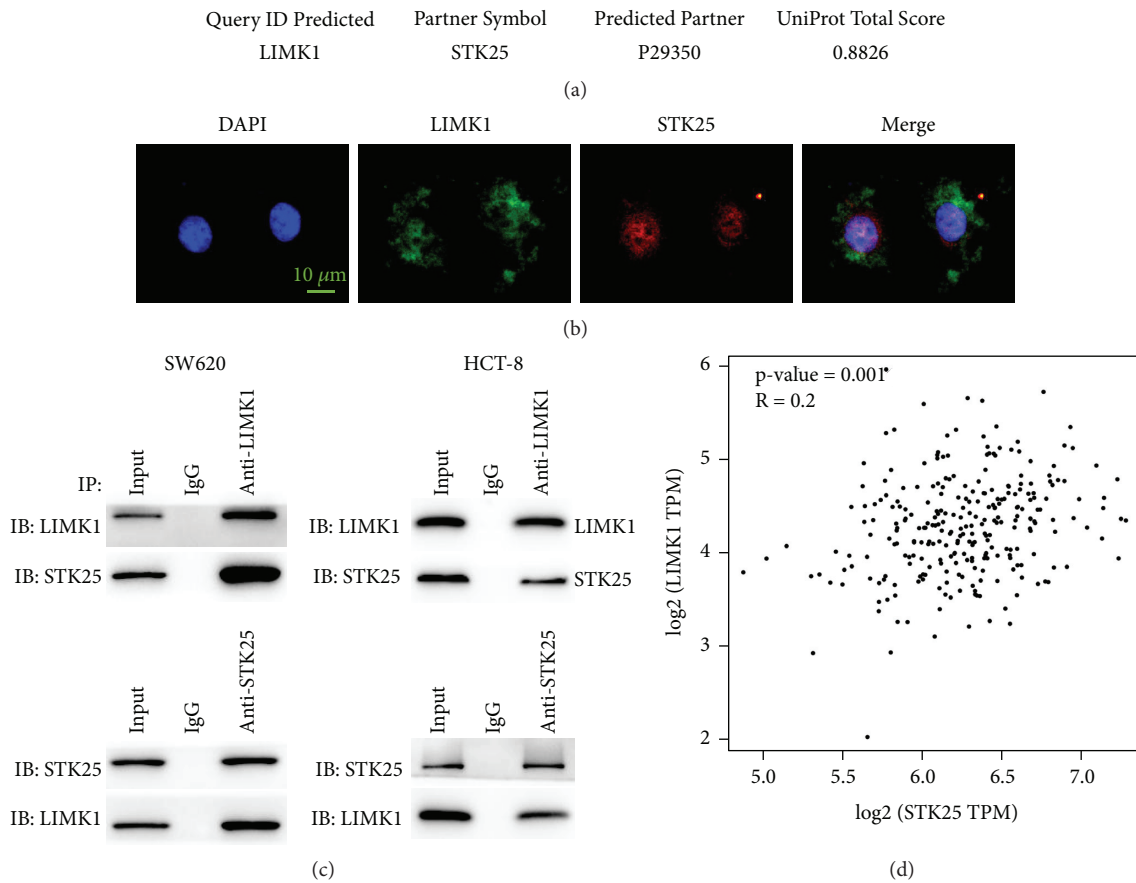 Query ID Predicted Partner Symbol Predicted Partner UniProt Total Score
LIMK1 STK25 P29350 0.8826
(a)
DAPI LIMK1 STK25 Merge
10 μm
(b)
SW620
IP: Input IgG Anti-LIMK1
IB: LIMK1
IB: STK25
Input IgG Anti-STK25
IB: STK25
IB: LIMK1
HCT-8
Input IgG Anti-LIMK1
IB: LIMK1 LIMK1
IB: STK25 STK25
Input IgG Anti-STK25
IB: STK25
IB: LIMK1
(c)
p-value = 0.001
R = 0.2
log2 (LIMK1 TPM)
6
5
4
3
2
5.0 5.5 6.0 6.5 7.0
log2 (STK25 TPM)
(d)